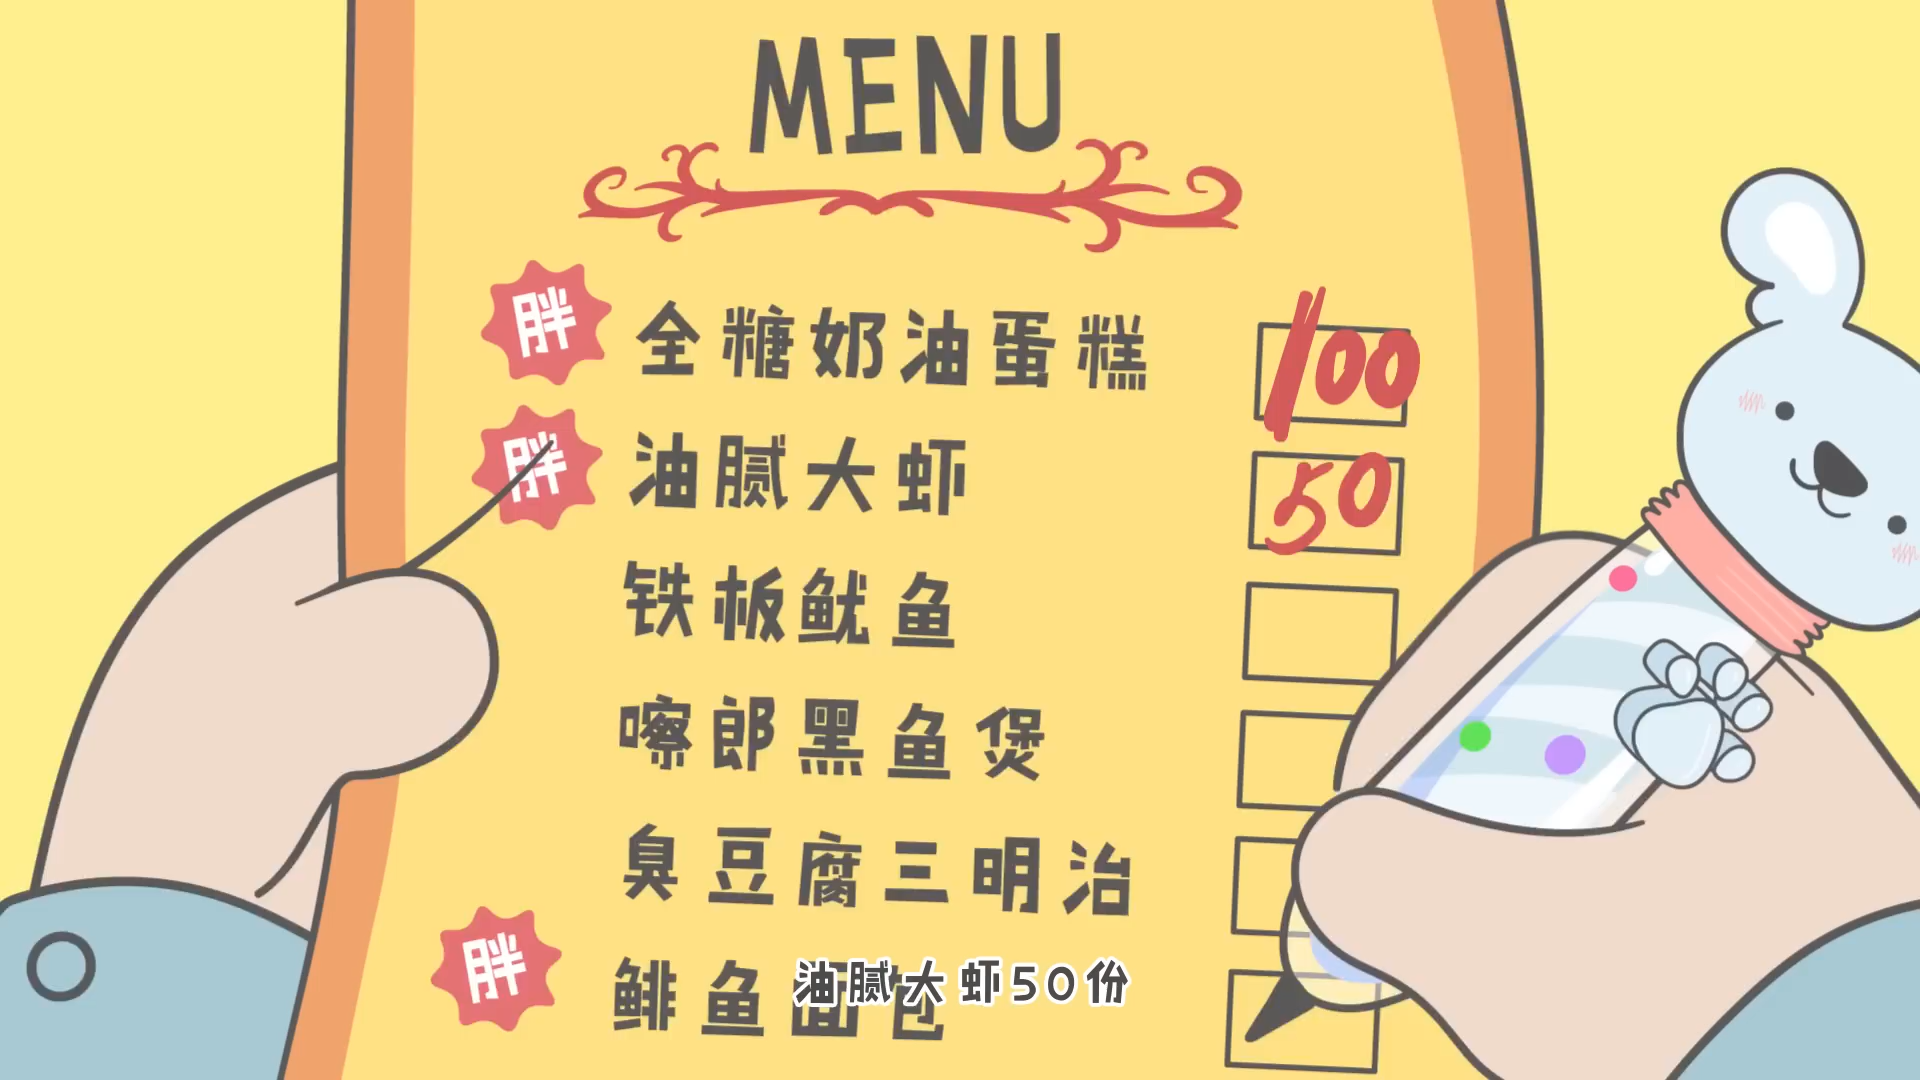 MENU
胖 全糖奶油蛋糕 100
胖 油腻大虾 50
铁板鱿鱼
嚓郎黑鱼煲
臭豆腐三明治
胖 鲱鱼面包
油腻大虾50份